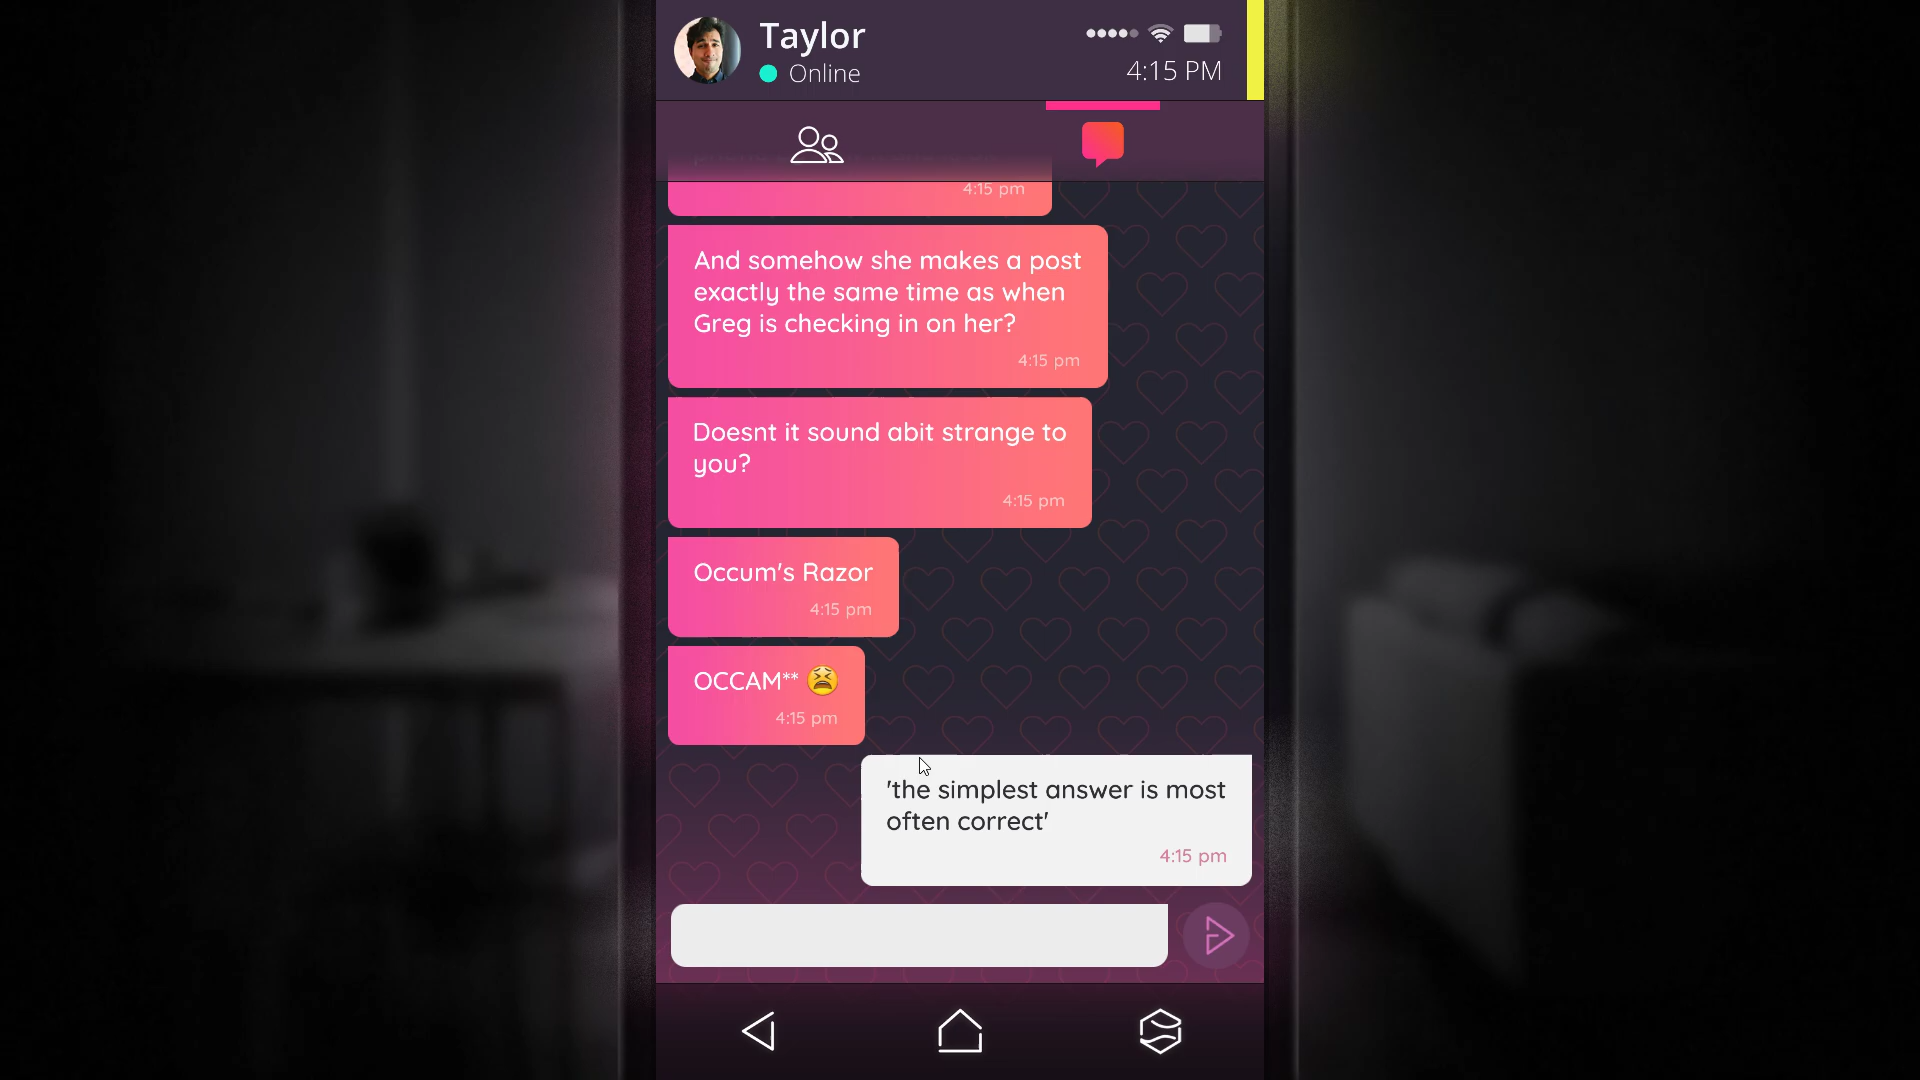 Taylor
Online
4:15 PM
4:15 pm
And somehow she makes a post
exactly the same time as when
Greg is checking in on her?
4:15 pm
Doesnt it sound abit strange to
you?
4:15 pm
Occum's Razor
4:15 pm
OCCAM** 😫
4:15 pm
'the simplest answer is most
often correct'
4:15 pm